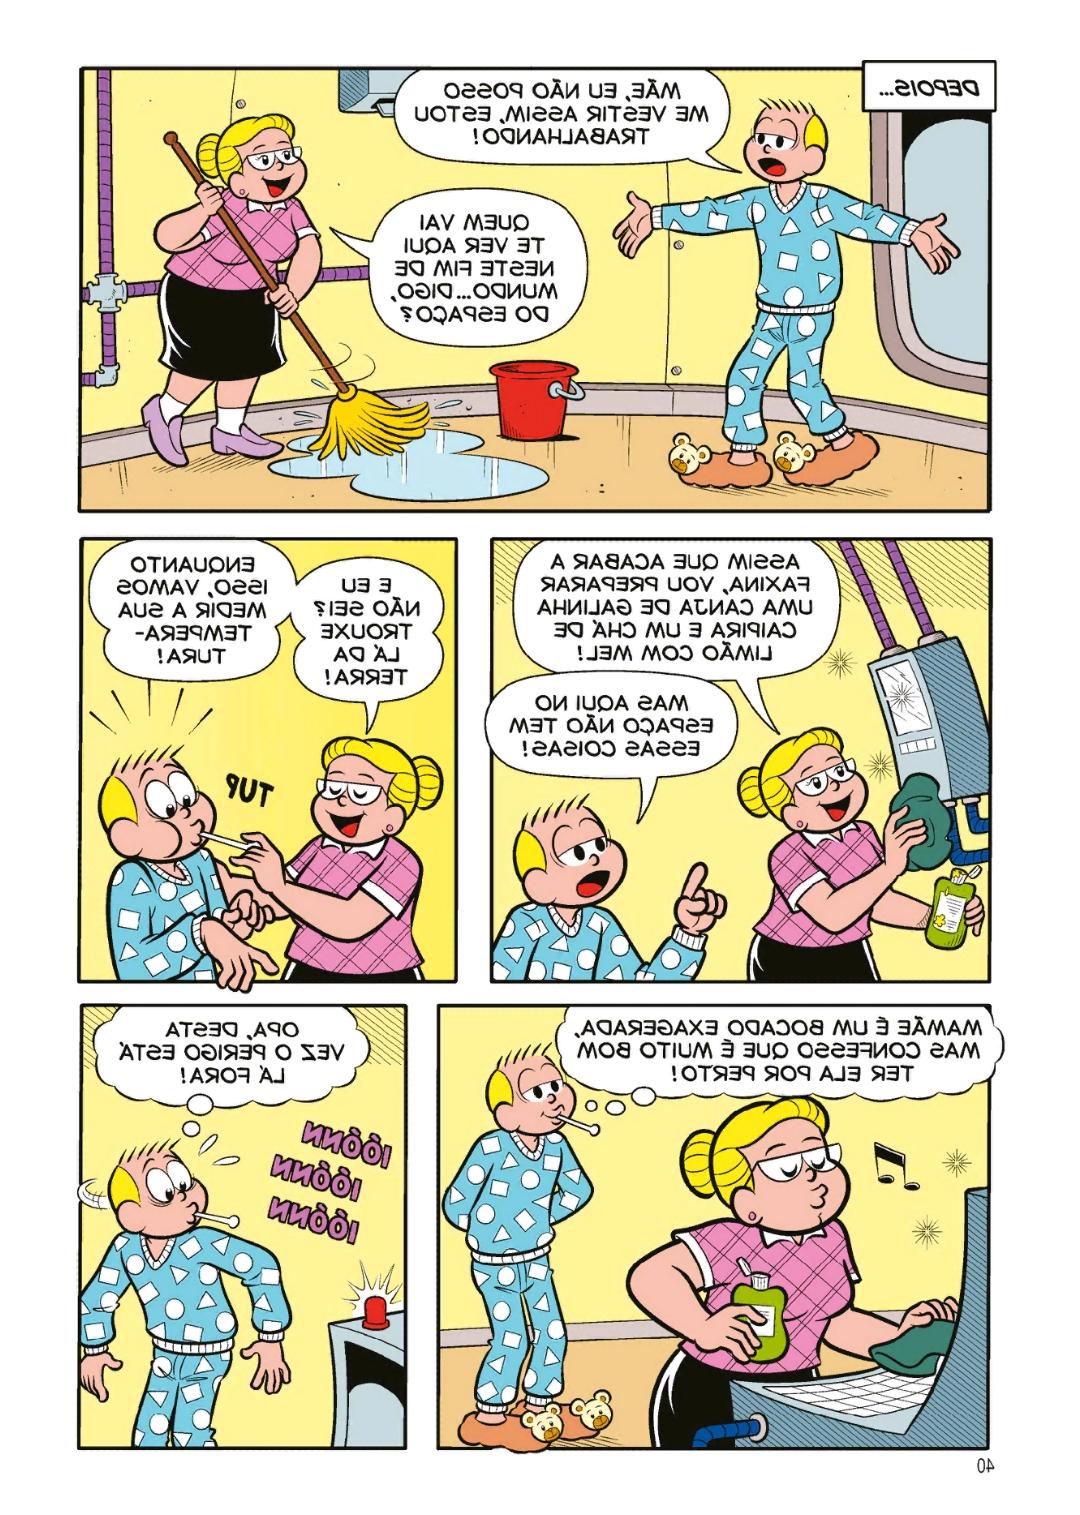 DEPOIS...
MÃE, EU NÃO POSSO
ME VESTIR ASSIM, ESTOU
TRABALHANDO!
QUEM VAI
TE VER AQUI
NESTE FIM DE
MUNDO...DIGO,
DO ESPAÇO?
ASSIM QUE ACABAR A
FAXINA, VOU PREPARAR
UMA CANJA DE GALINHA
CAIPIRA E UM CHÁ DE
LIMÃO COM MEL!
MAS AQUI NO
ESPAÇO NÃO TEM
ESSAS COISAS!
E EU
NÃO SEI?
TROUXE
LÁ DA
TERRA!
ENQUANTO
ISSO, VAMOS
MEDIR A SUA
TEMPERA-
TURA!
TUP
MAMÃE É UM BOCADO EXAGERADA,
MAS CONFESSO QUE É MUITO BOM
TER ELA POR PERTO!
OPA, DESTA
VEZ O PERIGO ESTÁ
LÁ FORA!
IÓÓNN
IÓÓNN
IÓÓNN
40